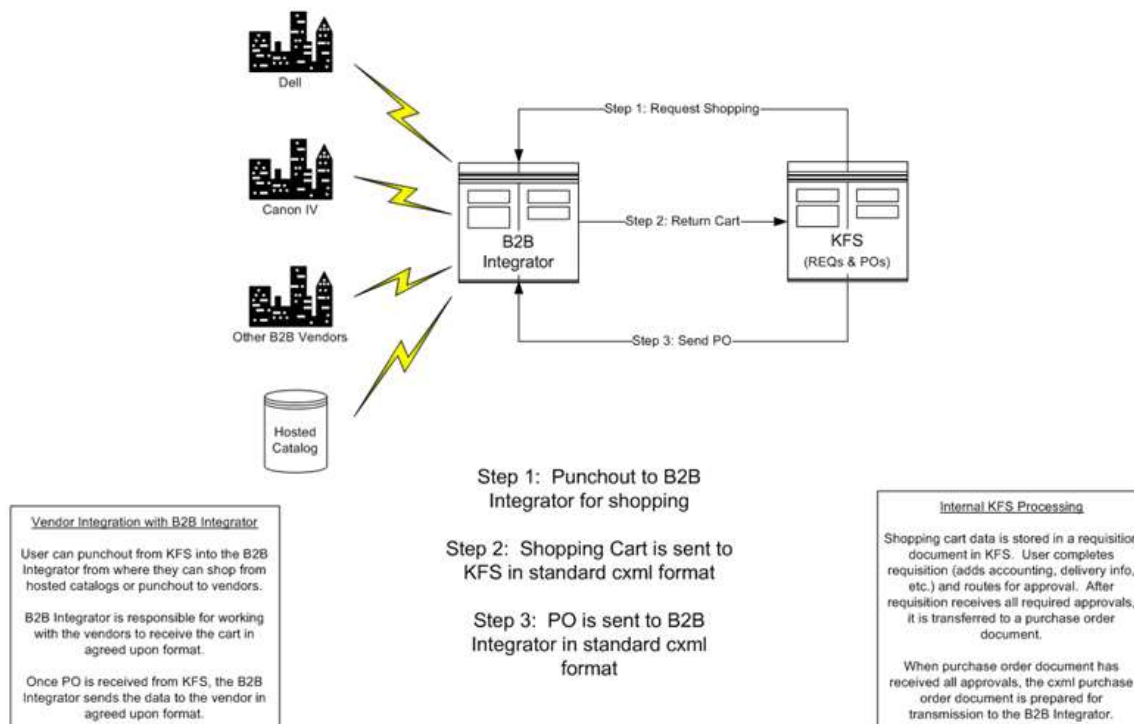 Dell
Step 1: Request Shopping
Canon IV
B2B
Integrator
Step 2: Return Cart
KFS
(REQs & POs)
Other B2B Vendors
Step 3: Send PO
Hosted
Catalog
Step 1: Punchout to B2B
Integrator for shopping
Step 2: Shopping Cart is sent to
KFS in standard cxml format
Step 3: PO is sent to B2B
Integrator in standard cxml
format
Vendor Integration with B2B Integrator
User can punchout from KFS into the B2B
Integrator from where they can shop from
hosted catalogs or punchout to vendors.
B2B Integrator is responsible for working
with the vendors to receive the cart in
agreed upon format.
Once PO is received from KFS, the B2B
Integrator sends the data to the vendor in
agreed upon format.
Internal KFS Processing
Shopping cart data is stored in a requisition
document in KFS. User completes
requisition (adds accounting, delivery info,
etc.) and routes for approval. After
requisition receives all required approvals,
it is transferred to a purchase order
document.
When purchase order document has
received all approvals, the cxml purchase
order document is prepared for
transmission to the B2B Integrator.